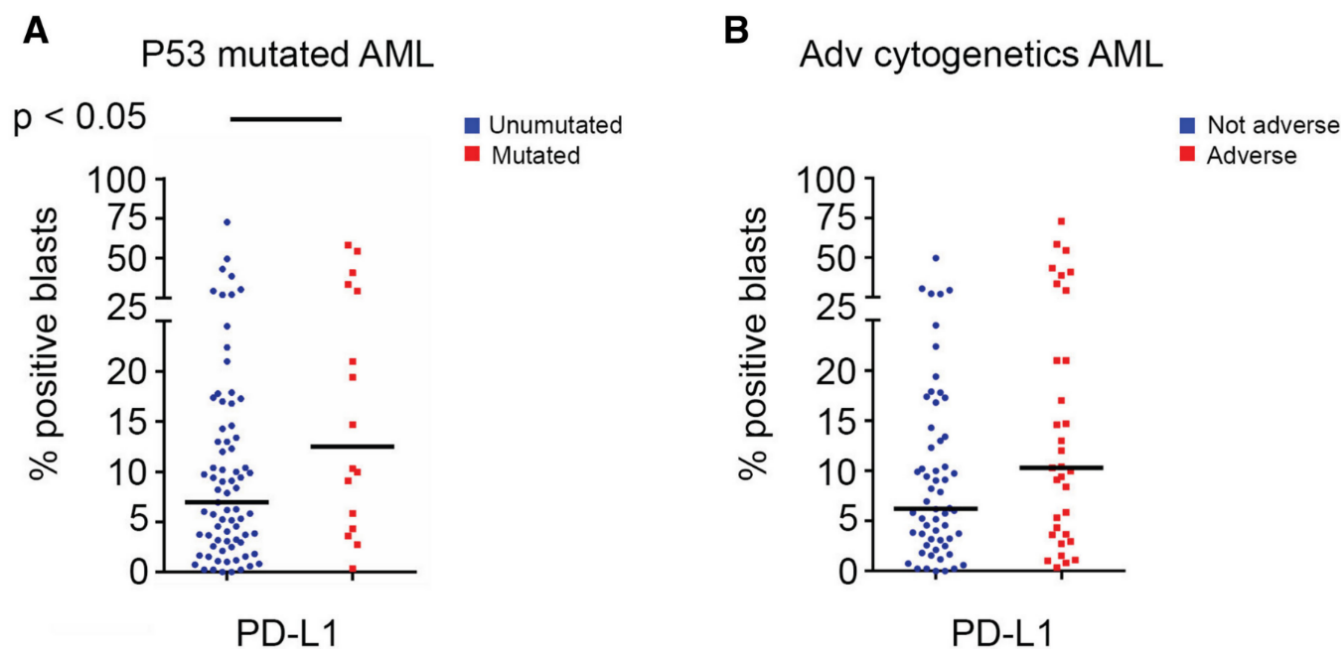 A
P53 mutated AML
p < 0.05
Unumutated
Mutated
% positive blasts
100
75
50
25
20
15
10
5
0
PD-L1
B
Adv cytogenetics AML
Not adverse
Adverse
% positive blasts
100
75
50
25
20
15
10
5
0
PD-L1